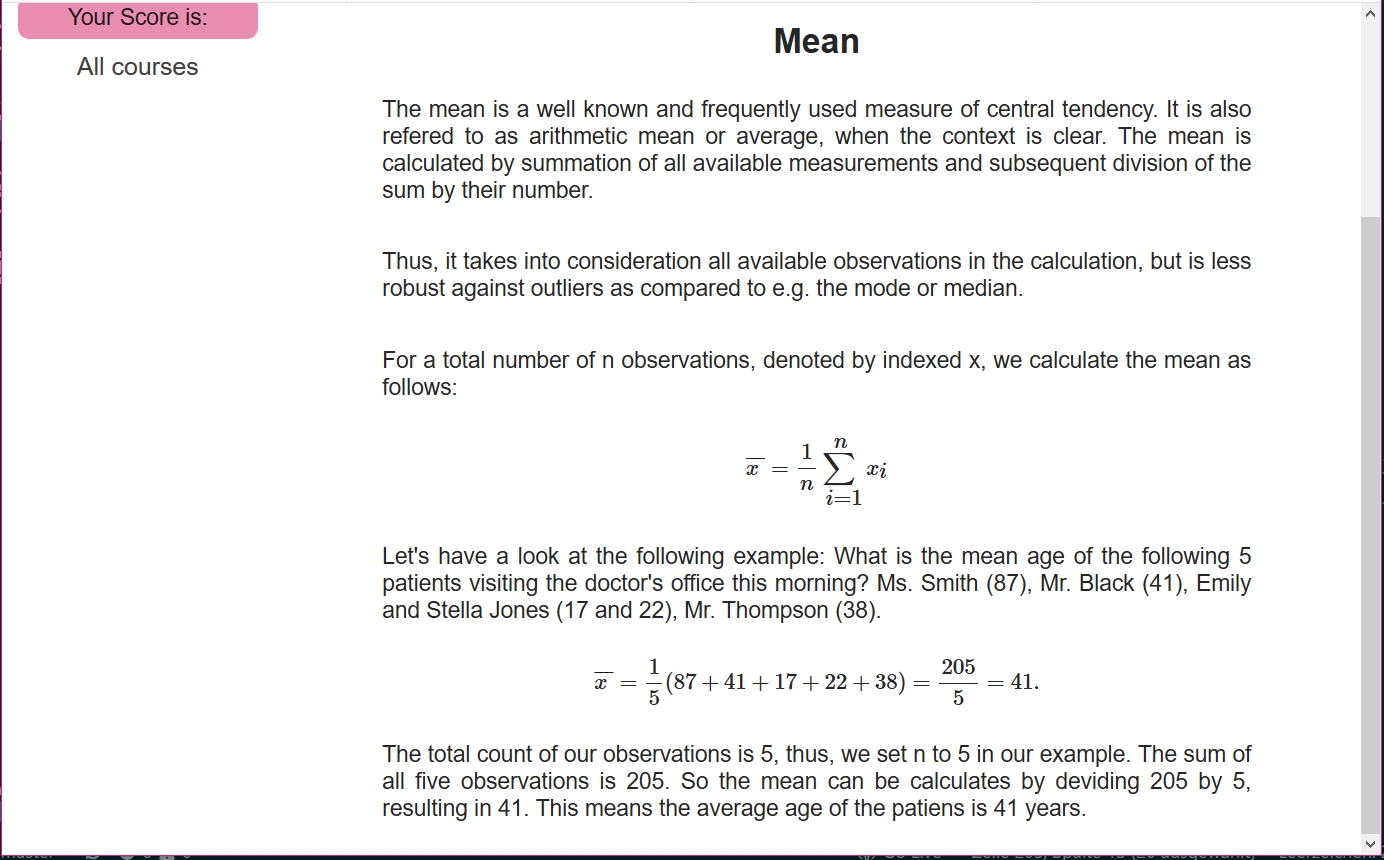 Your Score is:
All courses
Mean
The mean is a well known and frequently used measure of central tendency. It is also
refered to as arithmetic mean or average, when the context is clear. The mean is
calculated by summation of all available measurements and subsequent division of the
sum by their number.
Thus, it takes into consideration all available observations in the calculation, but is less
robust against outliers as compared to e.g. the mode or median.
For a total number of n observations, denoted by indexed x, we calculate the mean as
follows:
x̄ = 1/n ∑_{i=1}^{n} xi
Let's have a look at the following example: What is the mean age of the following 5
patients visiting the doctor's office this morning? Ms. Smith (87), Mr. Black (41), Emily
and Stella Jones (17 and 22), Mr. Thompson (38).
x̄ = 1/5 (87 + 41 + 17 + 22 + 38) = 205/5 = 41.
The total count of our observations is 5, thus, we set n to 5 in our example. The sum of
all five observations is 205. So the mean can be calculates by deviding 205 by 5,
resulting in 41. This means the average age of the patiens is 41 years.